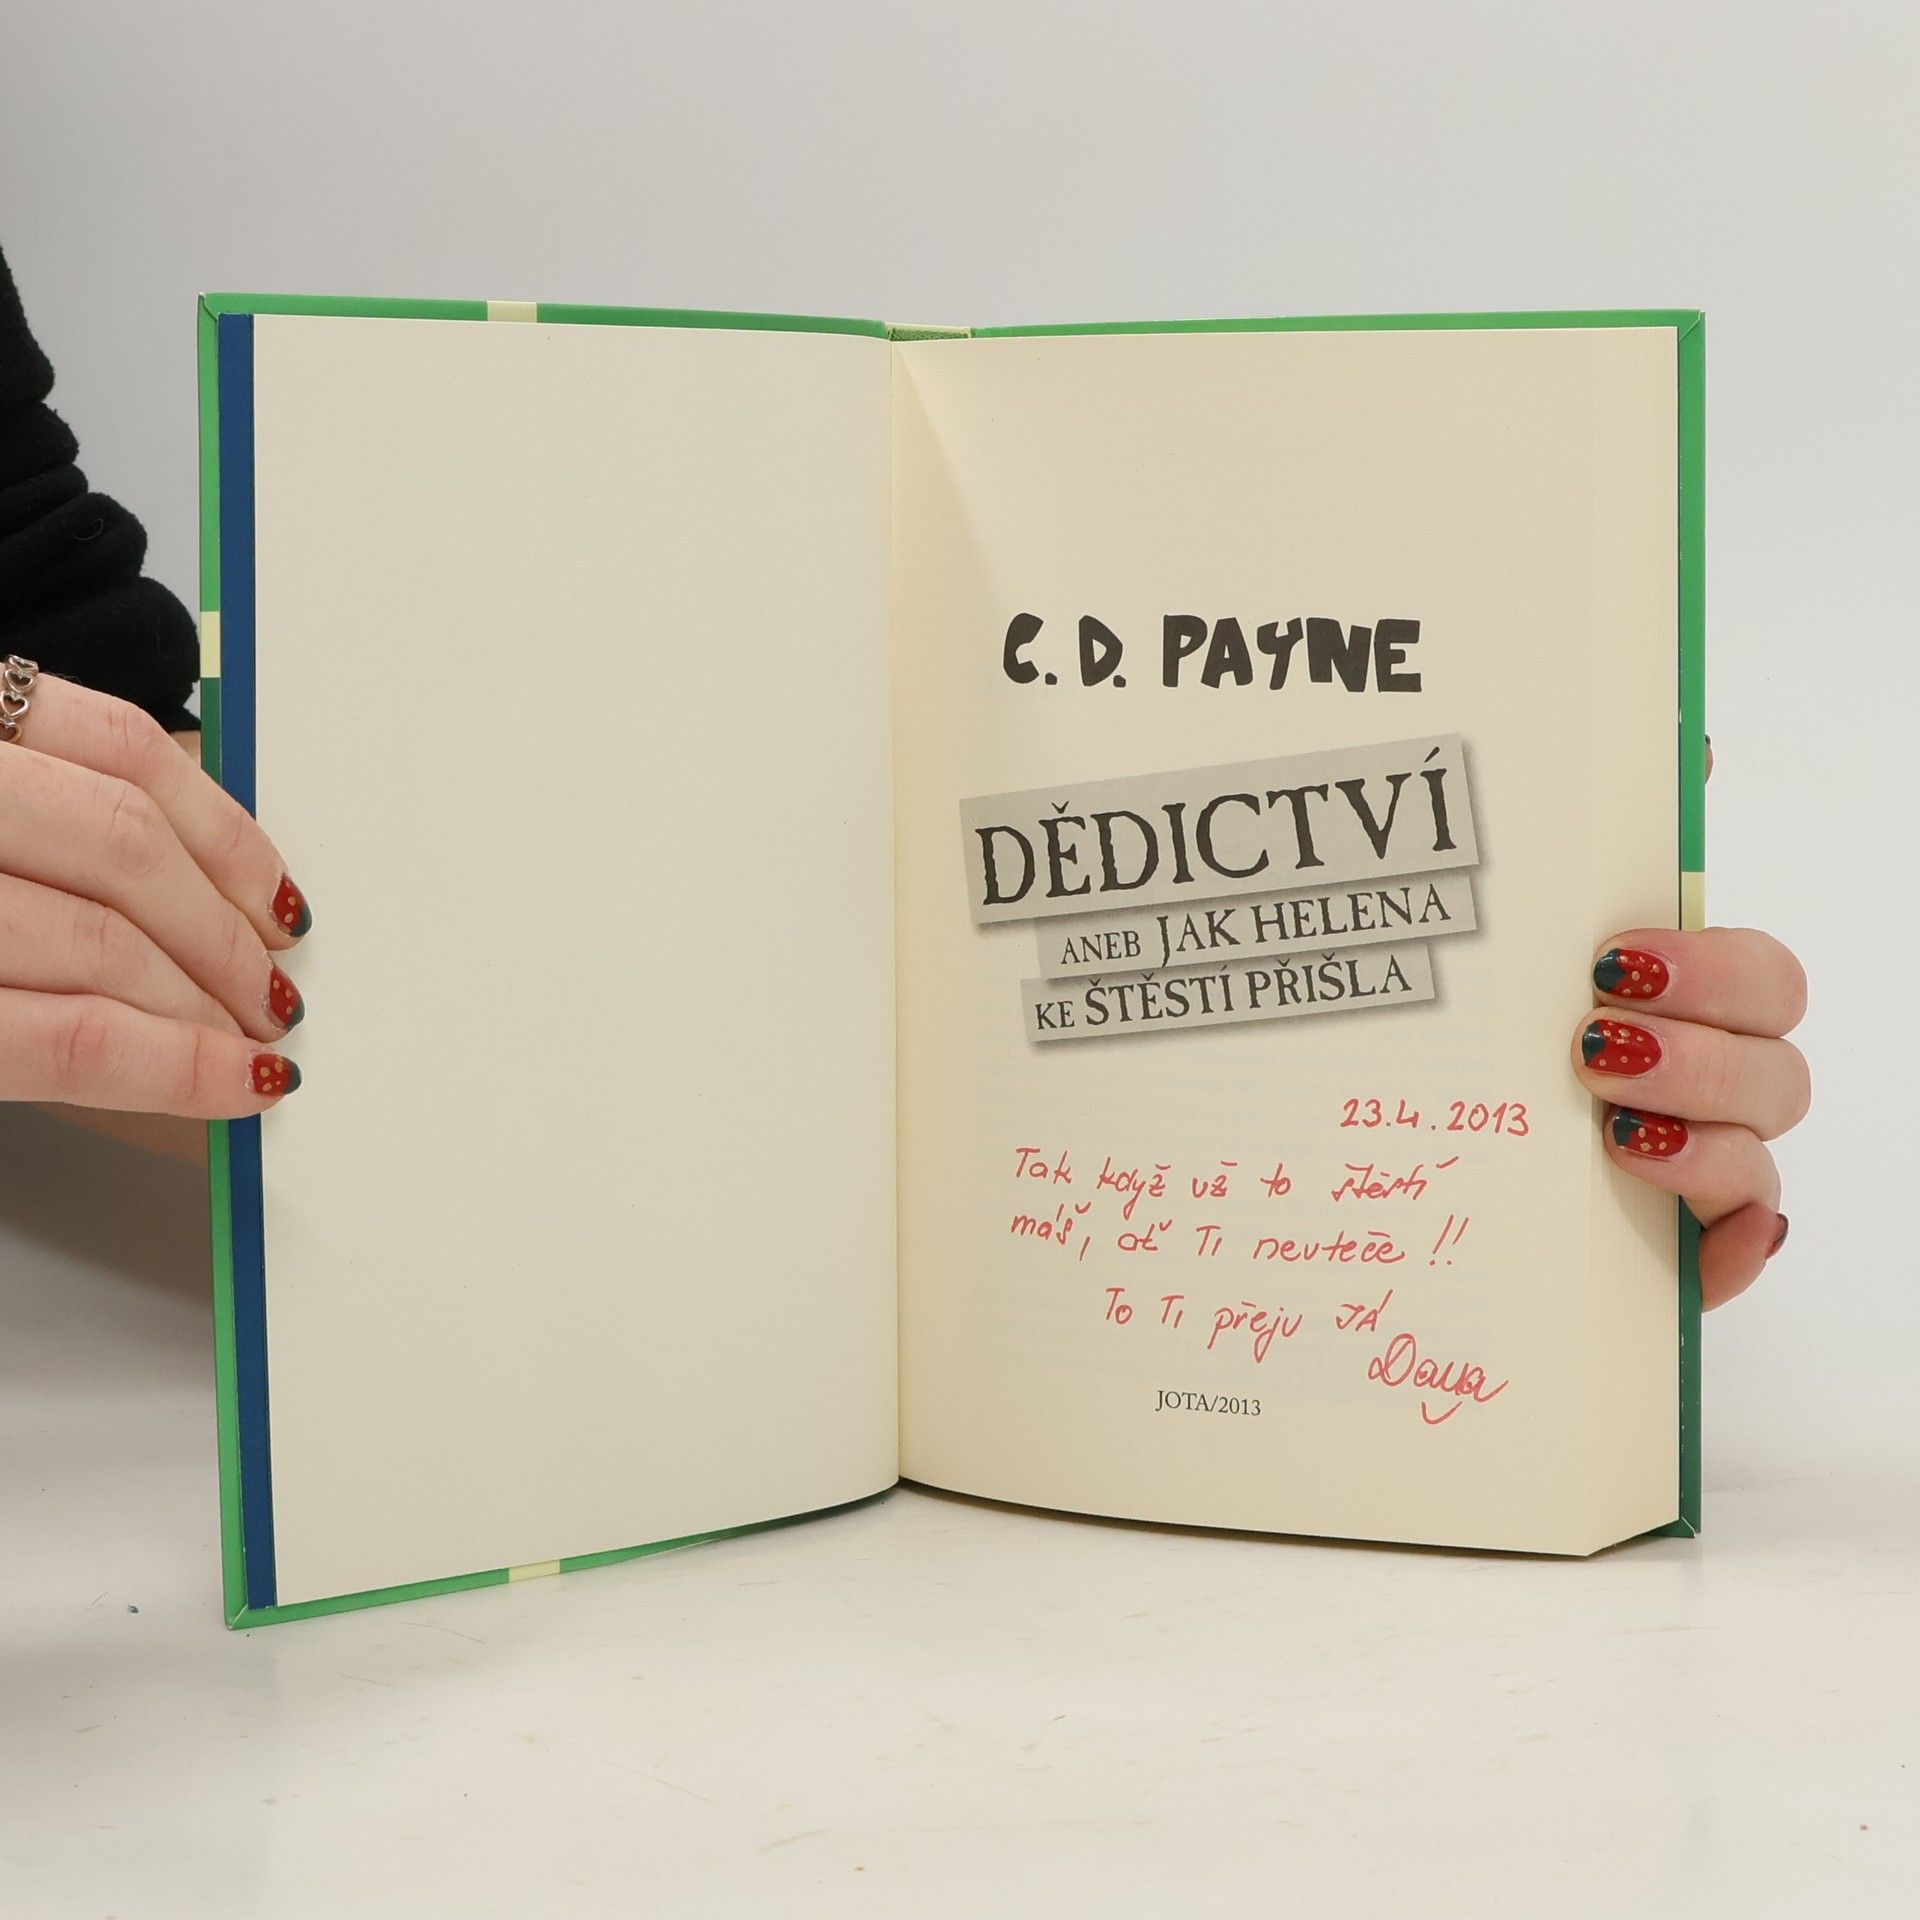 C. D. PAYNE
DĚDICTVÍ
ANEB JAK HELENA
KE ŠTĚSTÍ PŘIŠLA
23.4.2013
Tak když už to štěstí
máš, ať Ti neuteče !!
To Ti přeju JÁ
JOTA/2013